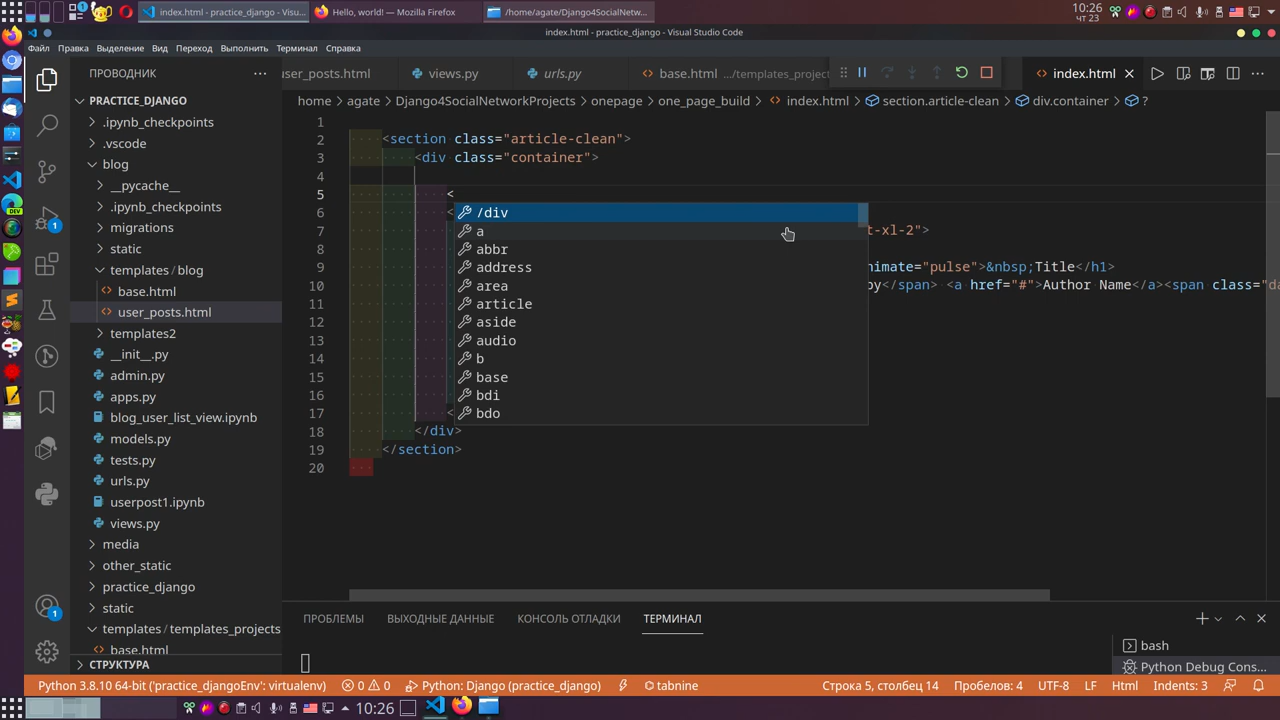 index.html - practice_django - Visu...
Hello, world! — Mozilla Firefox
/home/agate/Django4SocialNetw...
10:26
чт 23
index.html - practice_django - Visual Studio Code
Файл Правка Выделение Вид Переход Выполнить Терминал Справка
ПРОВОДНИК
user_posts.html
views.py
urls.py
base.html .../templates_project
index.html
PRACTICE_DJANGO
home agate Django4SocialNetworkProjects onepage one_page_build index.html section.article-clean div.container ?
.ipynb_checkpoints
.vscode
blog
__pycache__
.ipynb_checkpoints
migrations
static
templates / blog
base.html
user_posts.html
templates2
__init__.py
admin.py
apps.py
blog_user_list_view.ipynb
models.py
tests.py
urls.py
userpost1.ipynb
views.py
media
other_static
practice_django
static
templates / templates_projects
base.html
СТРУКТУРА
DEV
1
1
1
2 <section class="article-clean">
3 <div class="container">
4
5 <
6 <
7 t-xl-2">
8
9 nimate="pulse">&nbsp;Title</h1>
10 py</span> <a href="#">Author Name</a><span class="da
11
12
13
14
15
16
17 <
18 </div>
19 </section>
20
/div
a
abbr
address
area
article
aside
audio
b
base
bdi
bdo
ПРОБЛЕМЫ ВЫХОДНЫЕ ДАННЫЕ КОНСОЛЬ ОТЛАДКИ ТЕРМИНАЛ
bash
Python Debug Cons...
Python 3.8.10 64-bit ('practice_djangoEnv': virtualenv) 0 0 Python: Django (practice_django) tabnine Строка 5, столбец 14 Пробелов: 4 UTF-8 LF Html Indents: 3
10:26